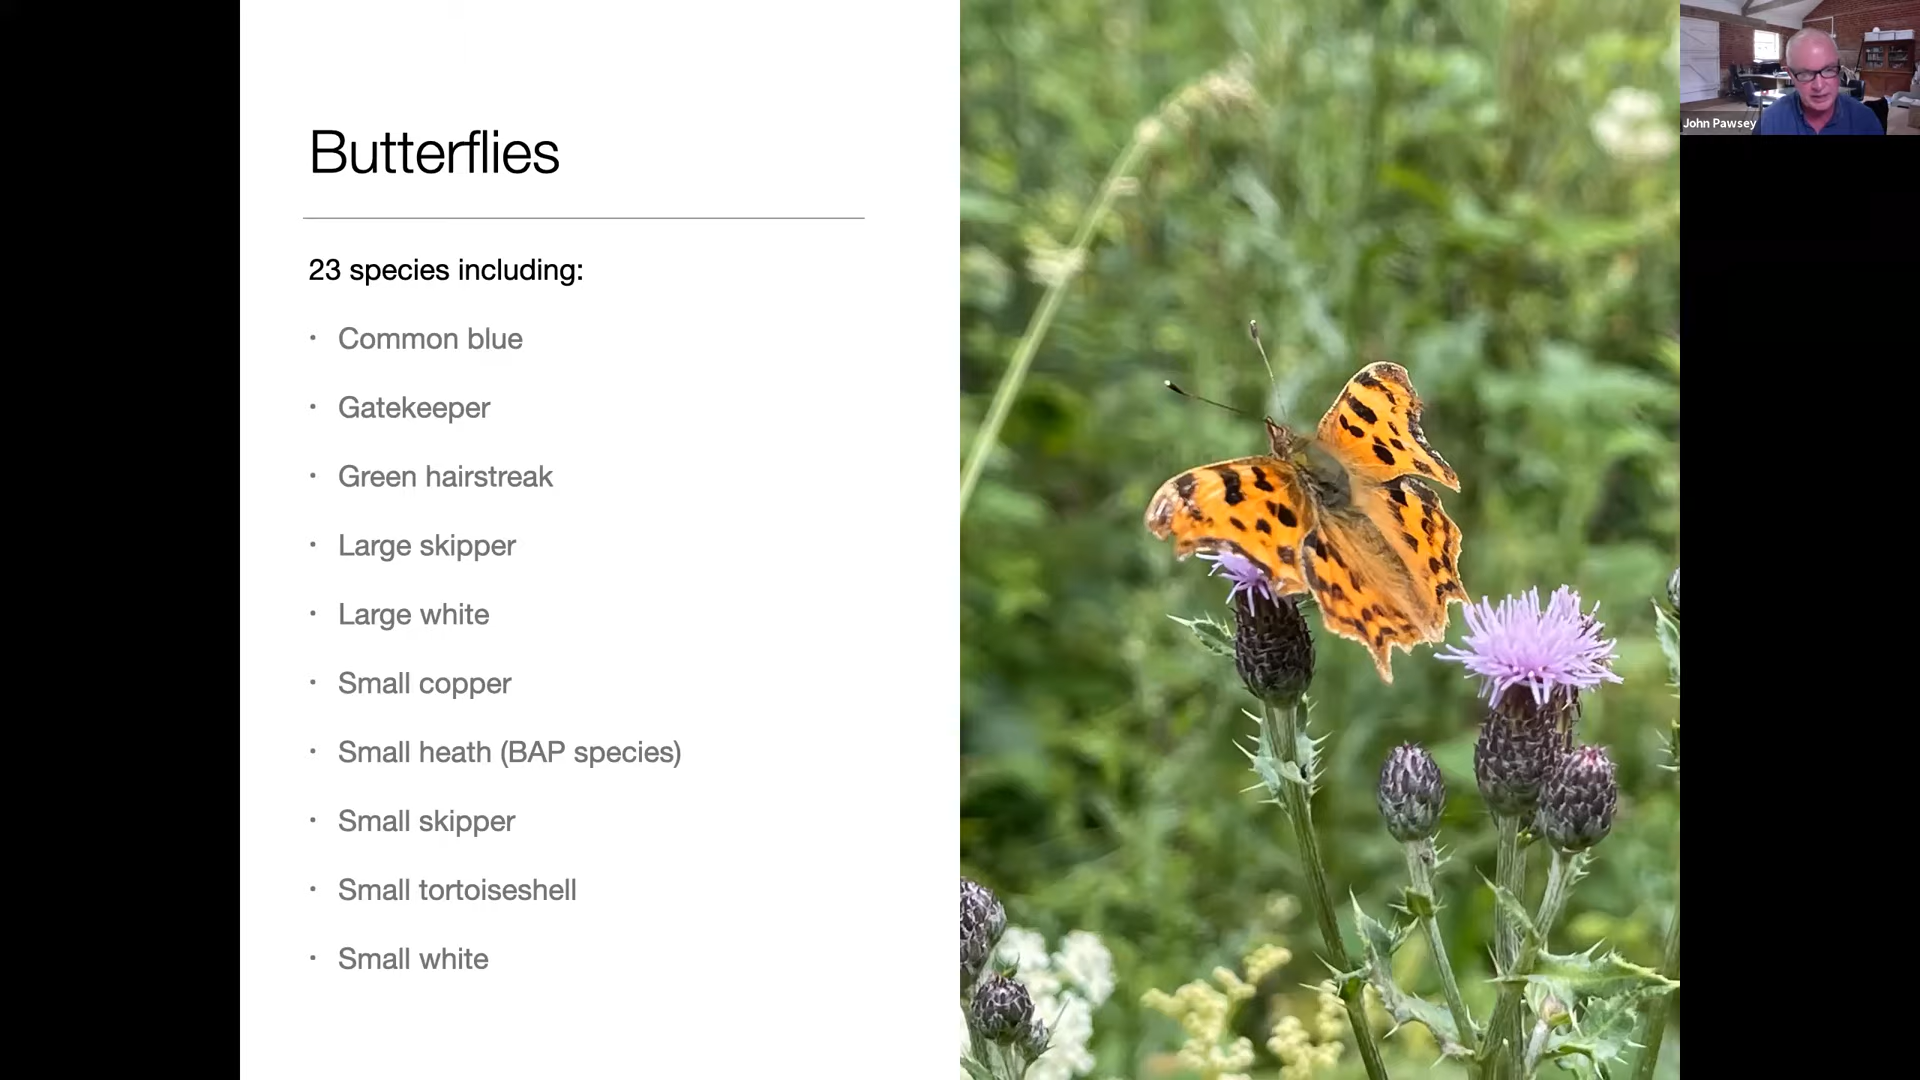 Butterflies
23 species including:
• Common blue
• Gatekeeper
• Green hairstreak
• Large skipper
• Large white
• Small copper
• Small heath (BAP species)
• Small skipper
• Small tortoiseshell
• Small white
John Pawsey